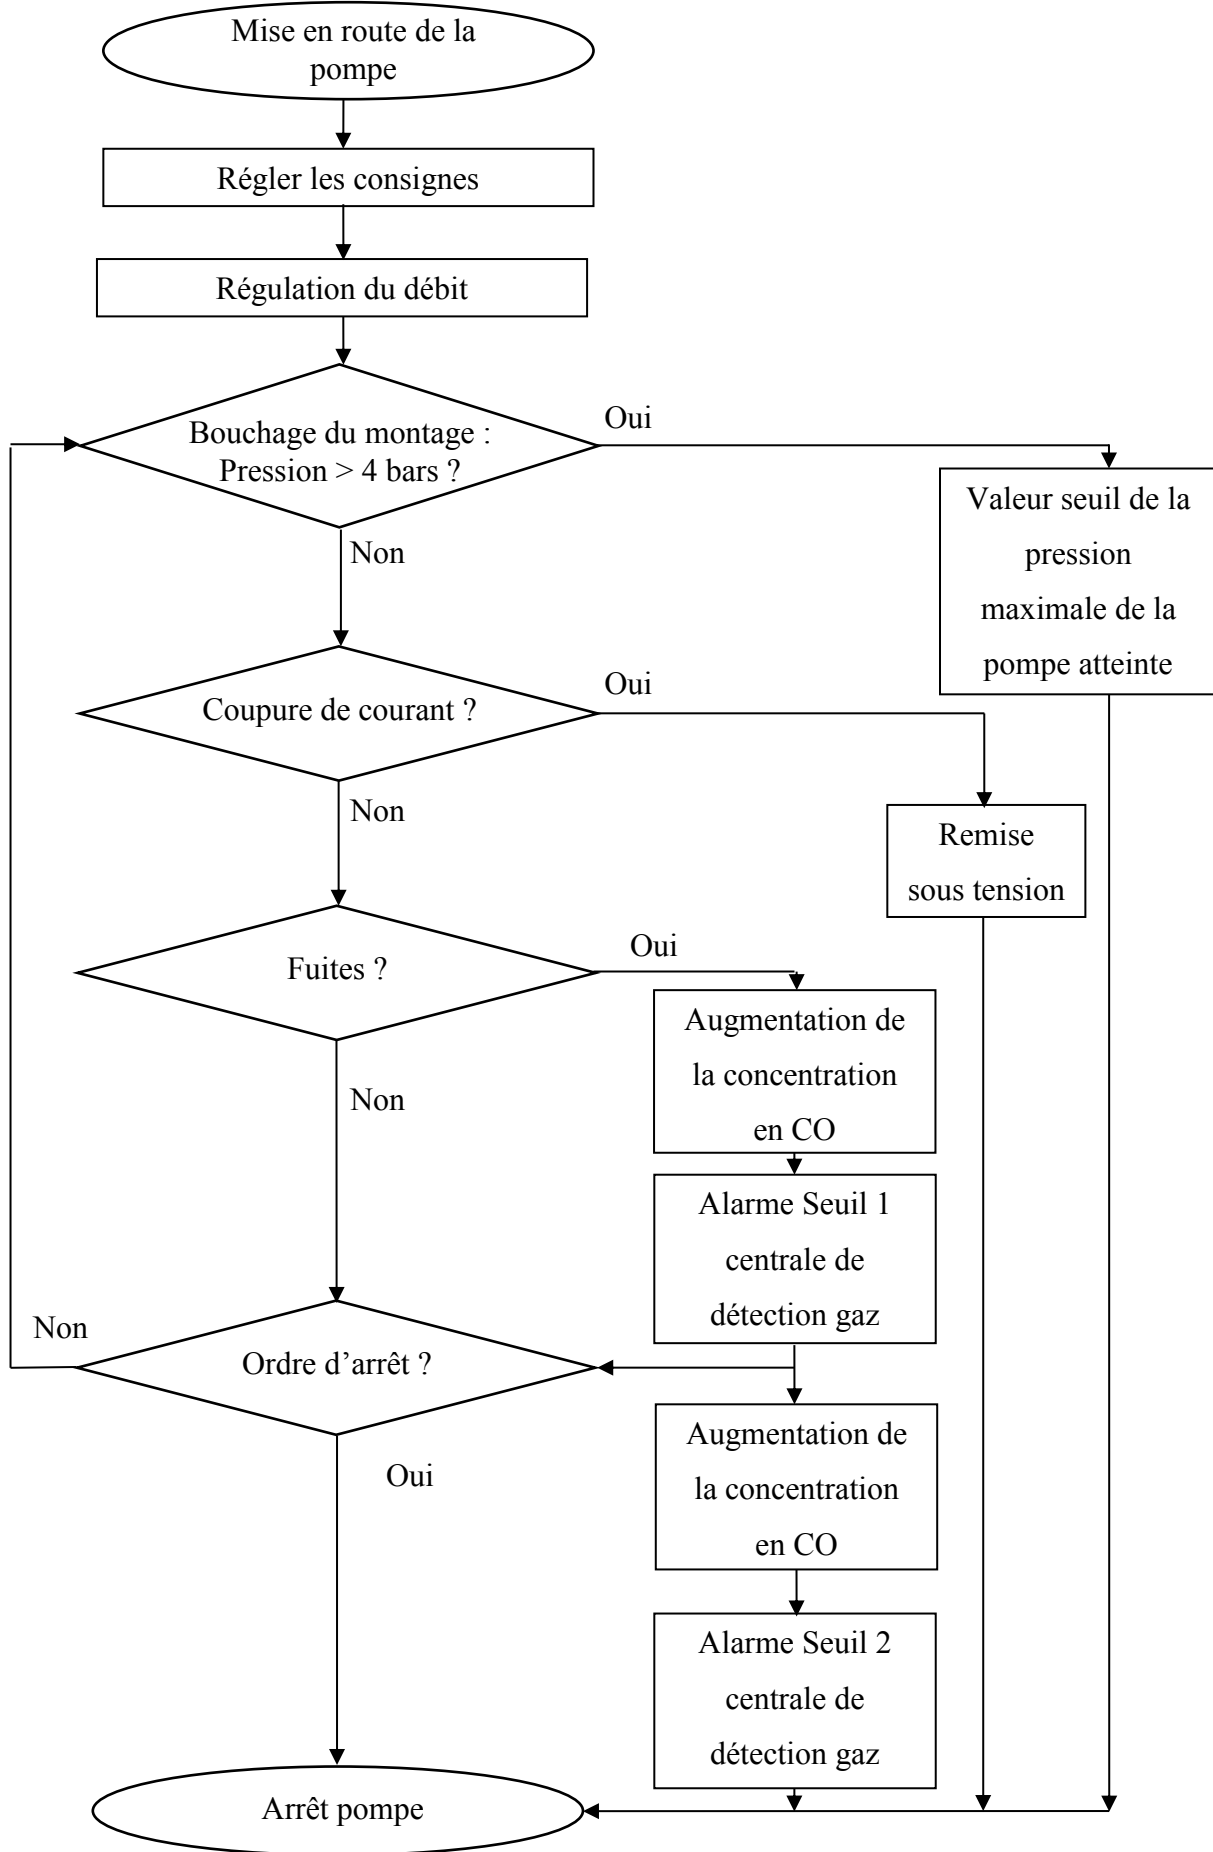 Mise en route de la
pompe
Régler les consignes
Régulation du débit
Oui
Bouchage du montage :
Pression > 4 bars ?
Non
Valeur seuil de la
pression
maximale de la
pompe atteinte
Oui
Coupure de courant ?
Non
Remise
sous tension
Oui
Fuites ?
Non
Augmentation de
la concentration
en CO
Alarme Seuil 1
centrale de
détection gaz
Non
Ordre d’arrêt ?
Oui
Augmentation de
la concentration
en CO
Alarme Seuil 2
centrale de
détection gaz
Arrêt pompe